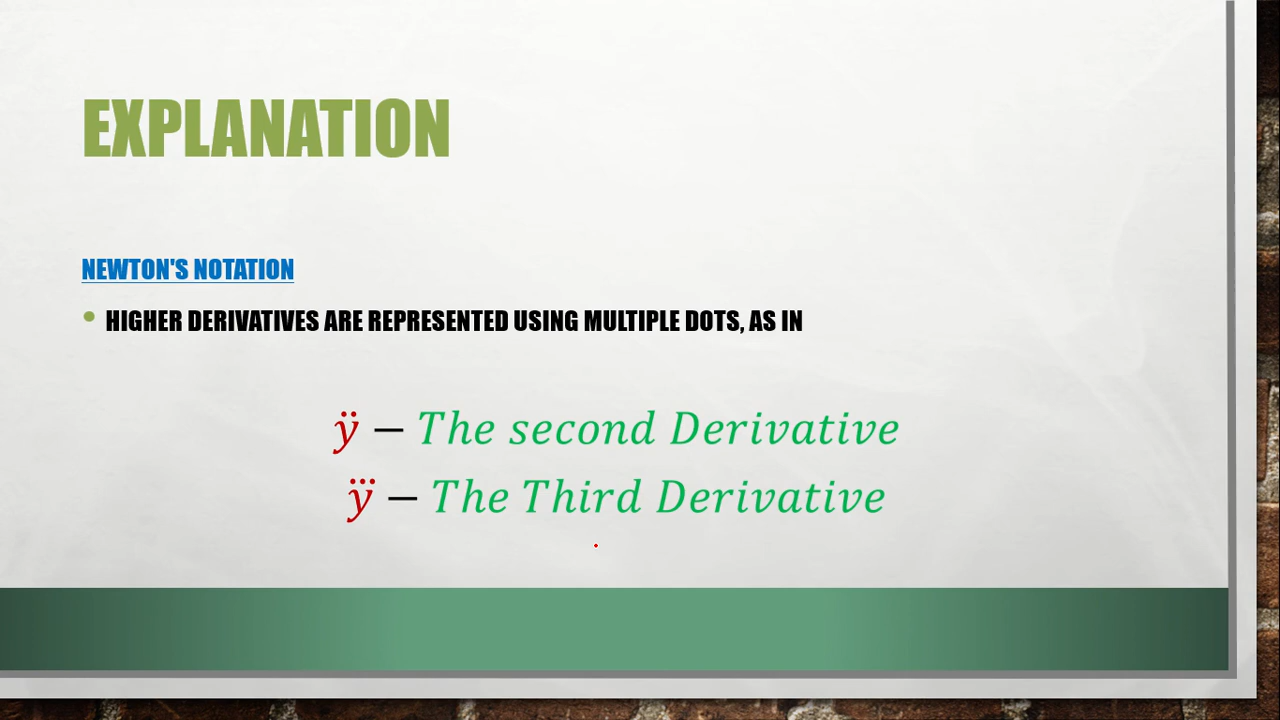 EXPLANATION
NEWTON'S NOTATION
• HIGHER DERIVATIVES ARE REPRESENTED USING MULTIPLE DOTS, AS IN
ÿ − The second Derivative
y⃛ − The Third Derivative